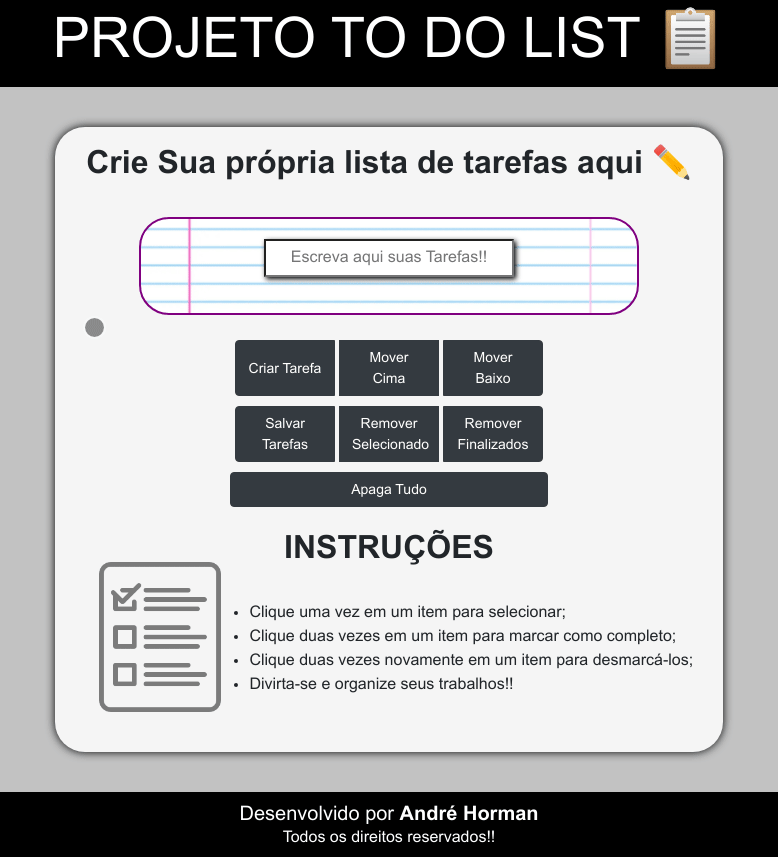 PROJETO TO DO LIST
Crie Sua própria lista de tarefas aqui
Escreva aqui suas Tarefas!!
Criar Tarefa
Mover
Cima
Mover
Baixo
Salvar
Tarefas
Remover
Selecionado
Remover
Finalizados
Apaga Tudo
INSTRUÇÕES
Clique uma vez em um item para selecionar;
Clique duas vezes em um item para marcar como completo;
Clique duas vezes novamente em um item para desmarcá-los;
Divirta-se e organize seus trabalhos!!
Desenvolvido por André Horman
Todos os direitos reservados!!